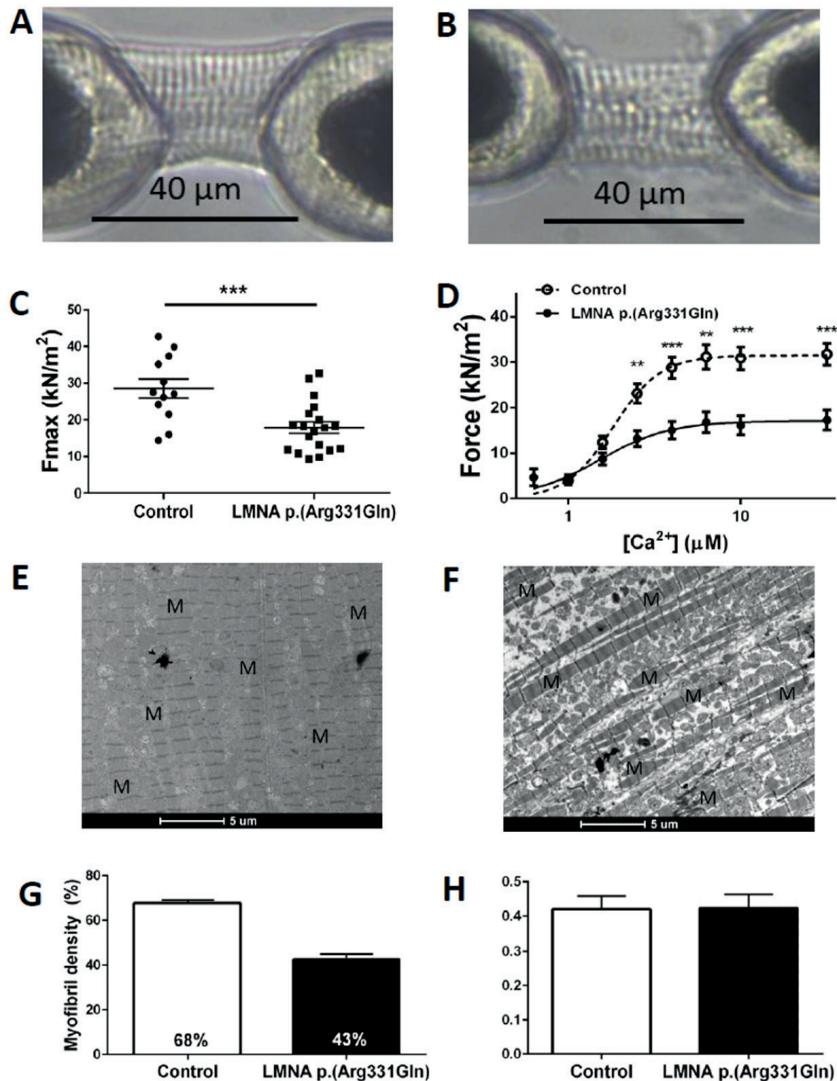 A
40 µm
B
40 µm
C
***
Fmax (kN/m²)
50
40
30
20
10
0
Control
LMNA p.(Arg331Gln)
D
Control
LMNA p.(Arg331Gln)
Force (kN/m²)
40
30
20
10
0
**
***
**
***
***
1
10
[Ca²⁺] (µM)
E
M
M
M
M
M
M
5 um
F
M
M
M
M
M
M
M
M
5 um
G
Myofibril density (%)
80
60
40
20
0
68%
43%
Control
LMNA p.(Arg331Gln)
H
0.5
0.4
0.3
0.2
0.1
0.0
Control
LMNA p.(Arg331Gln)